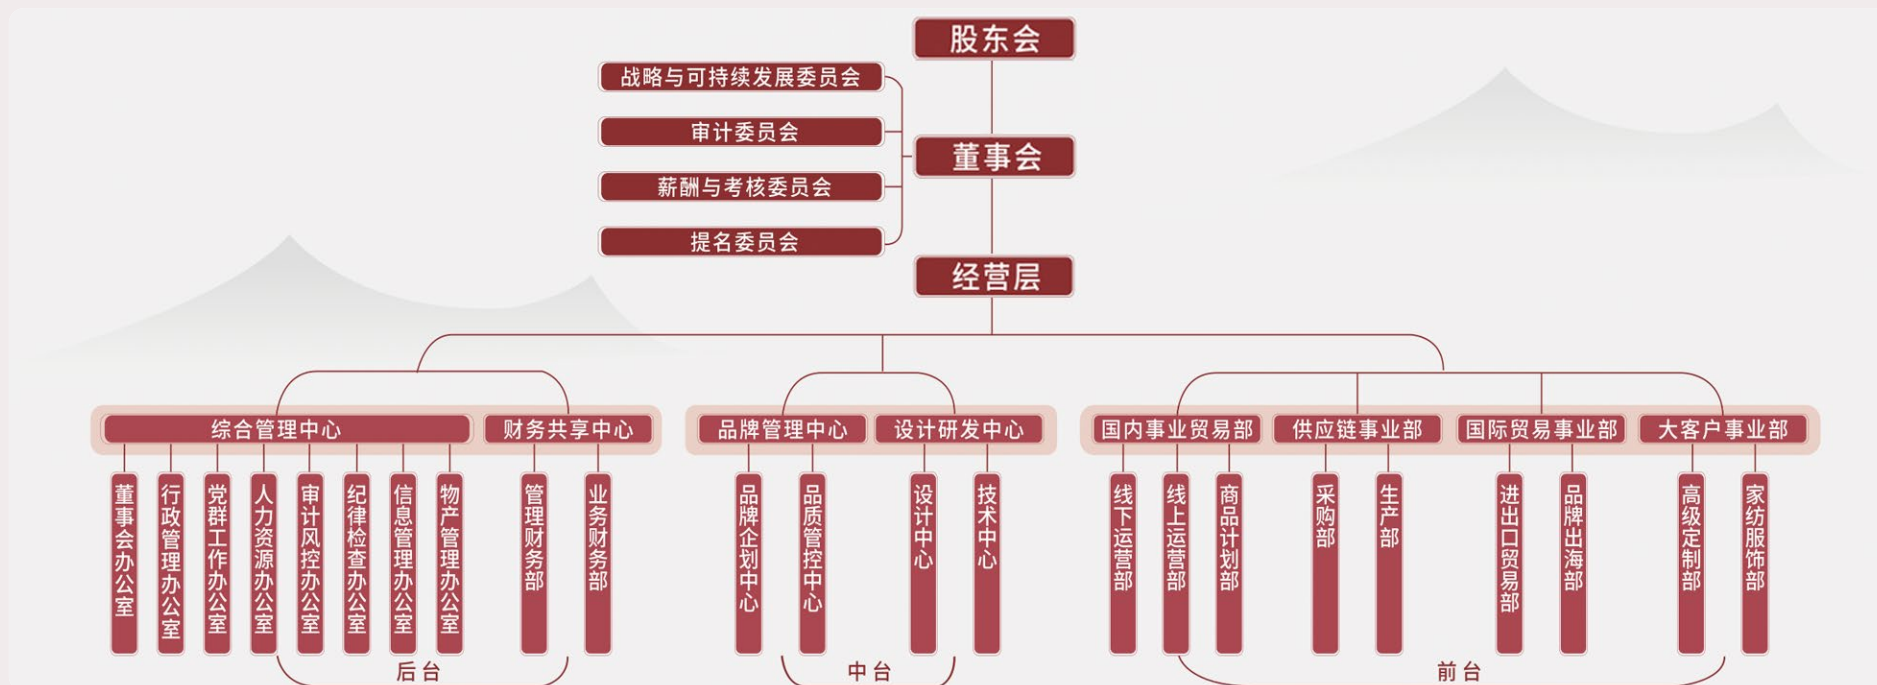 股东会
战略与可持续发展委员会
审计委员会
董事会
薪酬与考核委员会
提名委员会
经营层
综合管理中心
财务共享中心
品牌管理中心
设计研发中心
国内事业贸易部
供应链事业部
国际贸易事业部
大客户事业部
董事会办公室
行政管理办公室
党群工作办公室
人力资源办公室
审计风控办公室
纪律检查办公室
信息管理办公室
物产管理办公室
管理财务部
业务财务部
品牌企划中心
品质管控中心
设计中心
技术中心
线下运营部
线上运营部
商品计划部
采购部
生产部
进出口贸易部
品牌出海部
高级定制部
家纺服饰部
后台
中台
前台